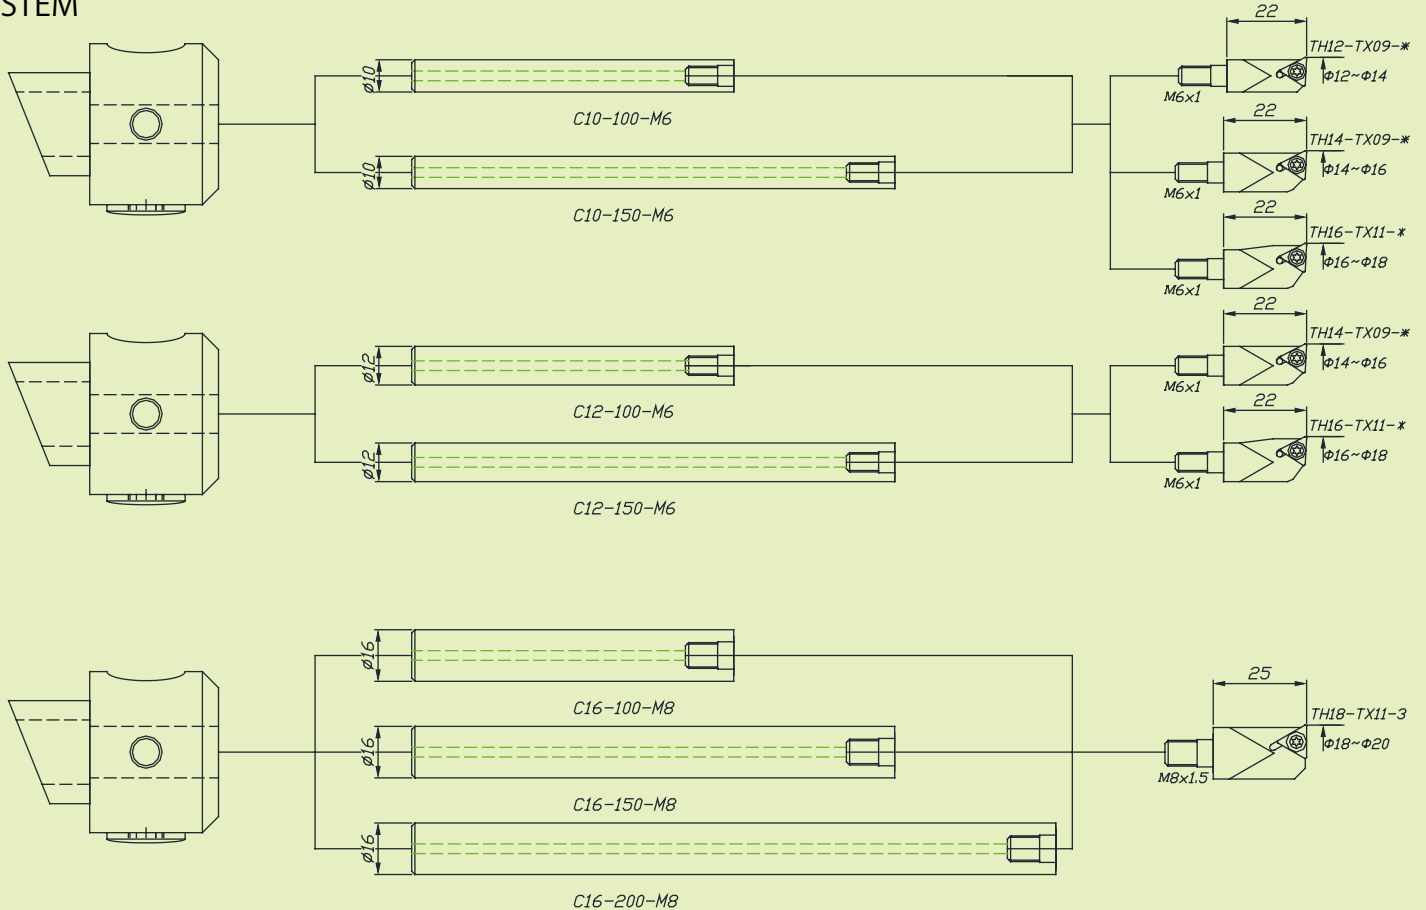 STEM
22
TH12-TX09-*
Φ12~Φ14
M6x1
ø10
C10-100-M6
22
TH14-TX09-*
Φ14~Φ16
M6x1
ø10
C10-150-M6
22
TH16-TX11-*
Φ16~Φ18
M6x1
22
TH14-TX09-*
Φ14~Φ16
M6x1
ø12
C12-100-M6
22
TH16-TX11-*
Φ16~Φ18
M6x1
ø12
C12-150-M6
ø16
C16-100-M8
25
TH18-TX11-3
Φ18~Φ20
M8x1.5
ø16
C16-150-M8
ø16
C16-200-M8